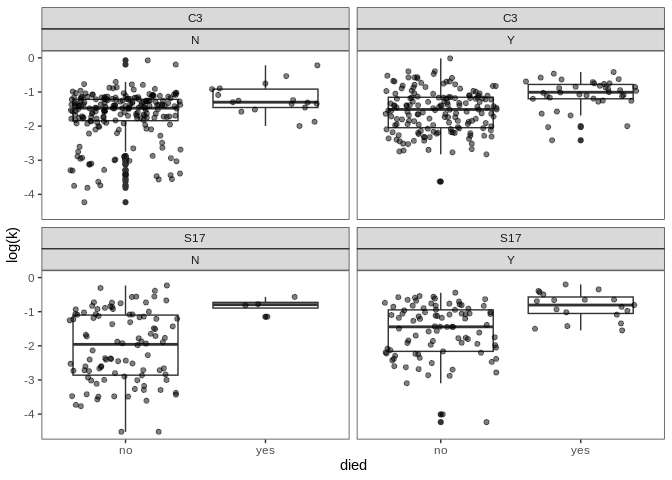 C3
C3
N
Y
0
-1
-2
-3
-4
S17
S17
N
Y
0
-1
-2
-3
-4
log(k)
no
yes
no
yes
died